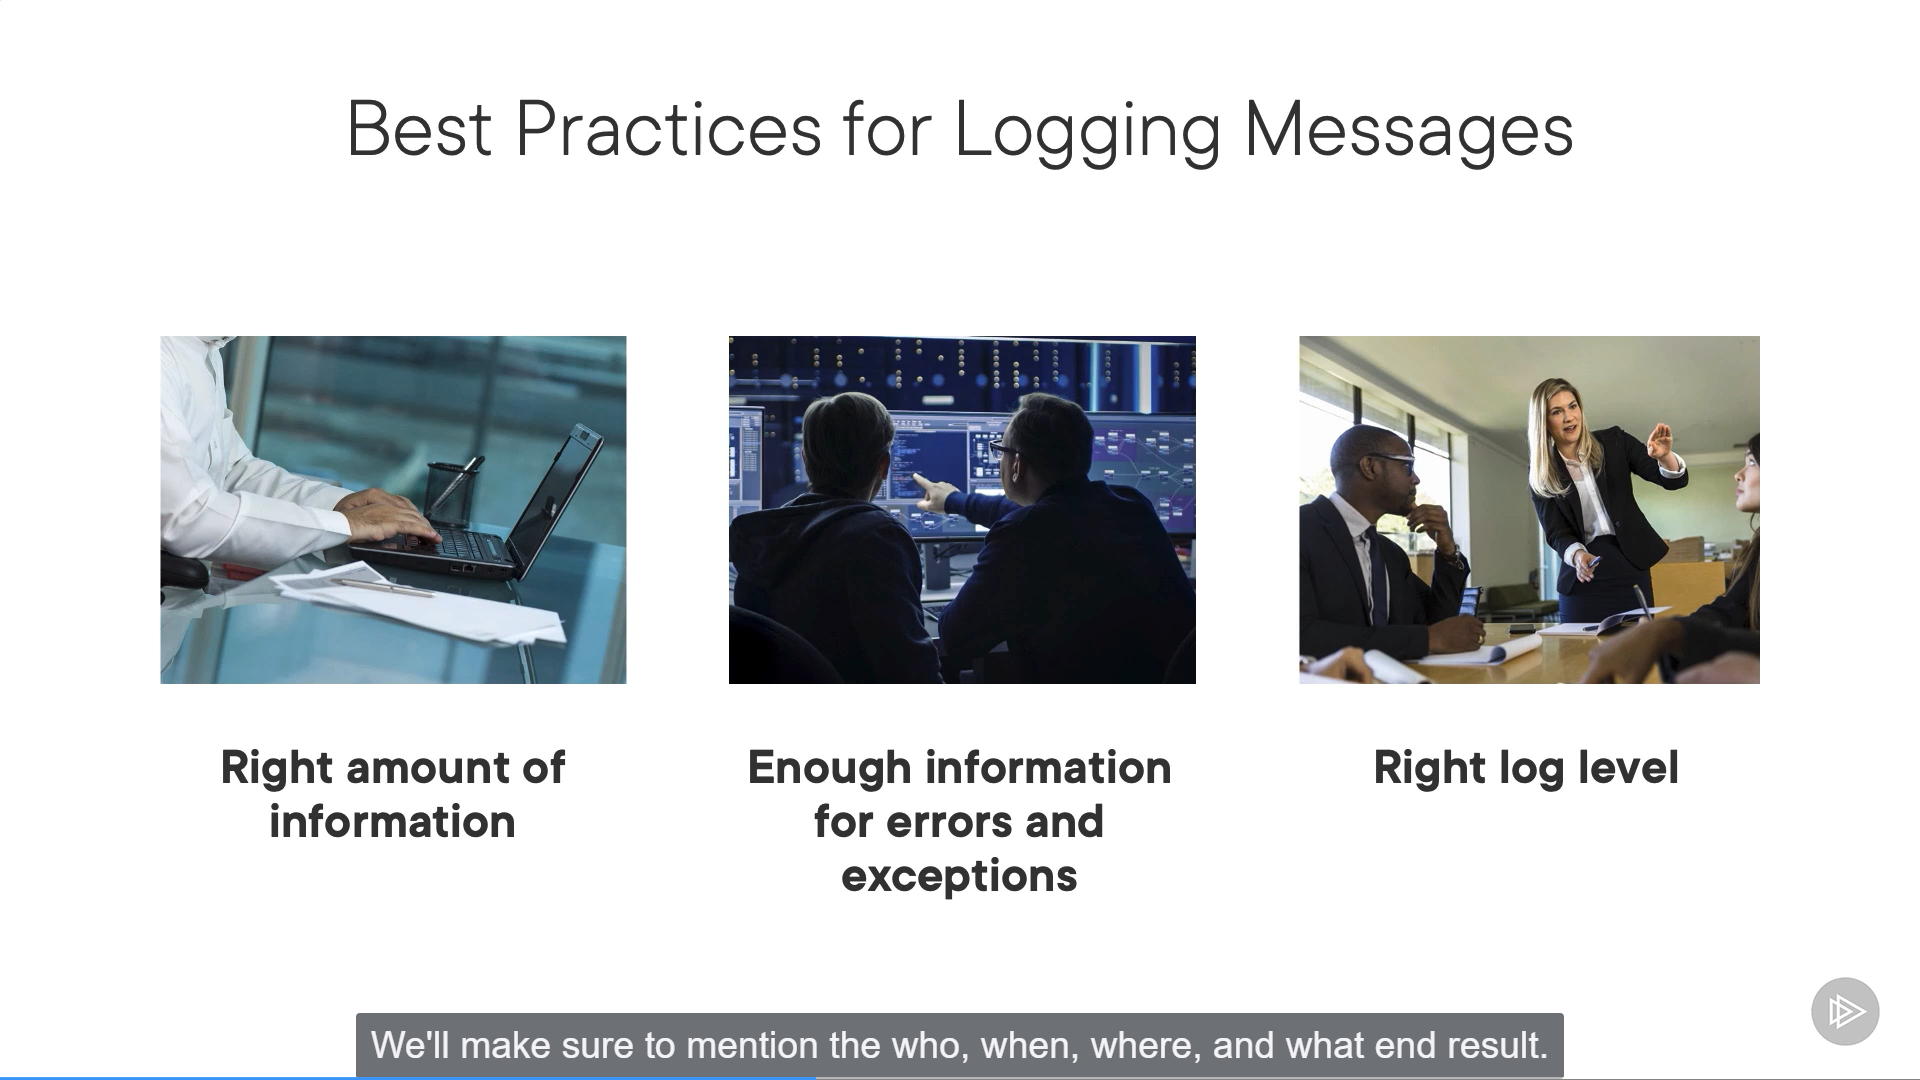 Best Practices for Logging Messages
Right amount of
information
Enough information
for errors and
exceptions
Right log level
We'll make sure to mention the who, when, where, and what end result.